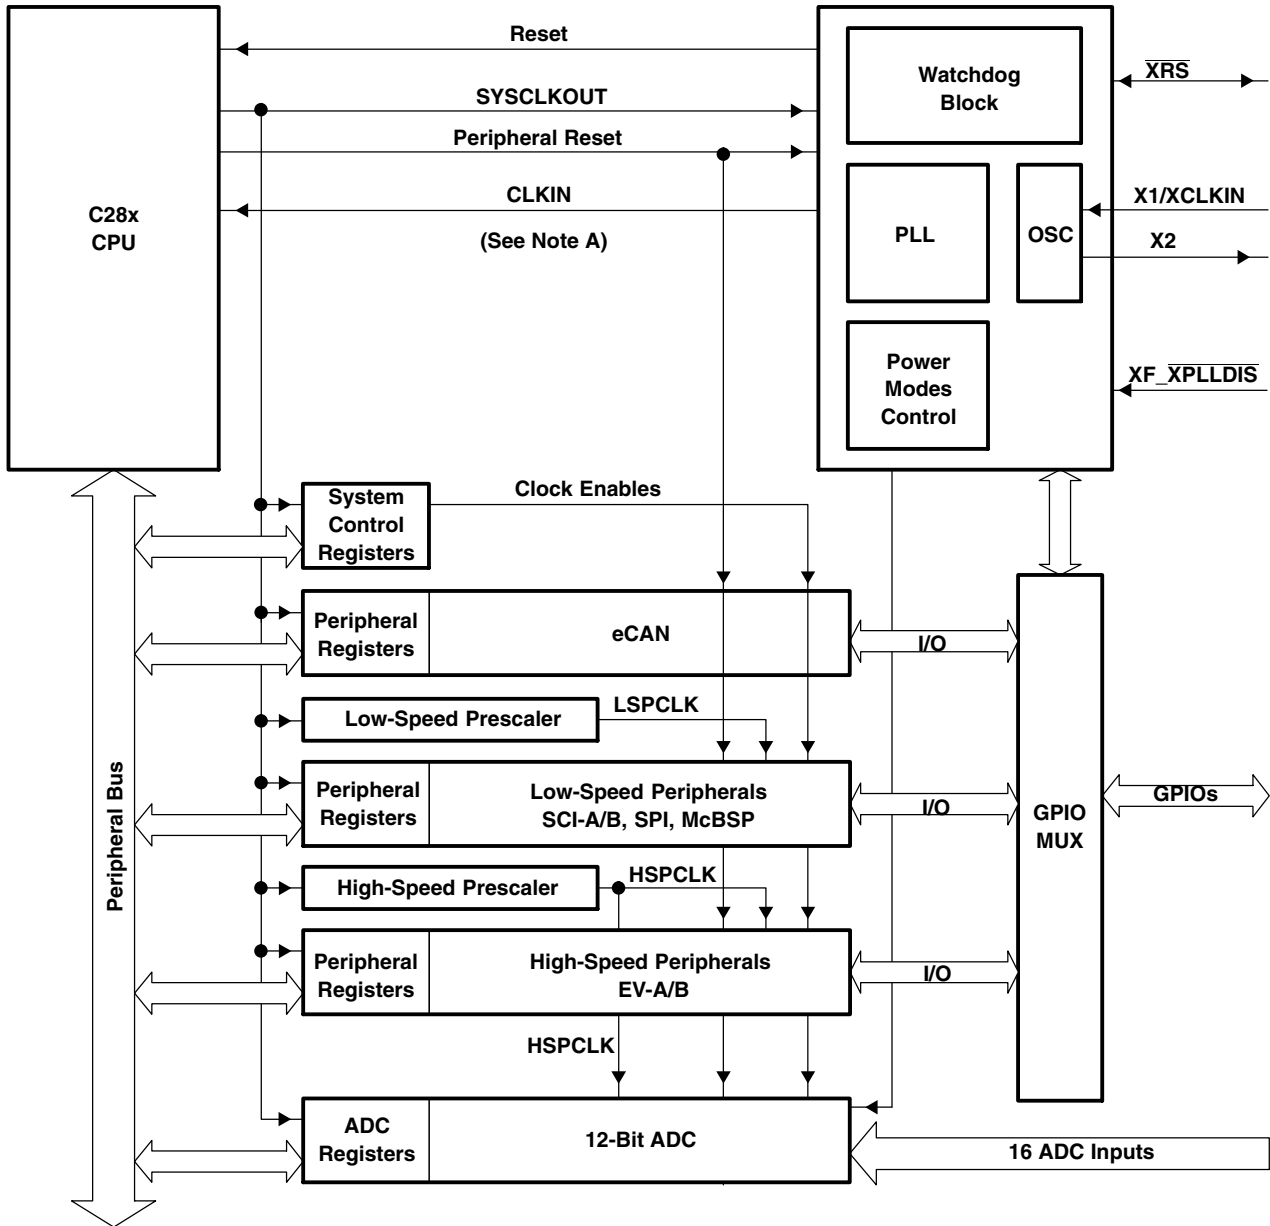 Reset
Watchdog
Block
XRS
SYSCLKOUT
Peripheral Reset
C28x
CPU
CLKIN
(See Note A)
PLL
OSC
X1/XCLKIN
X2
Power
Modes
Control
XF_XPLLDIS
System
Control
Registers
Clock Enables
Peripheral
Registers
eCAN
I/O
Low-Speed Prescaler
LSPCLK
Peripheral Bus
Peripheral
Registers
Low-Speed Peripherals
SCI-A/B, SPI, McBSP
I/O
GPIO
MUX
GPIOs
High-Speed Prescaler
HSPCLK
Peripheral
Registers
High-Speed Peripherals
EV-A/B
I/O
HSPCLK
ADC
Registers
12-Bit ADC
16 ADC Inputs